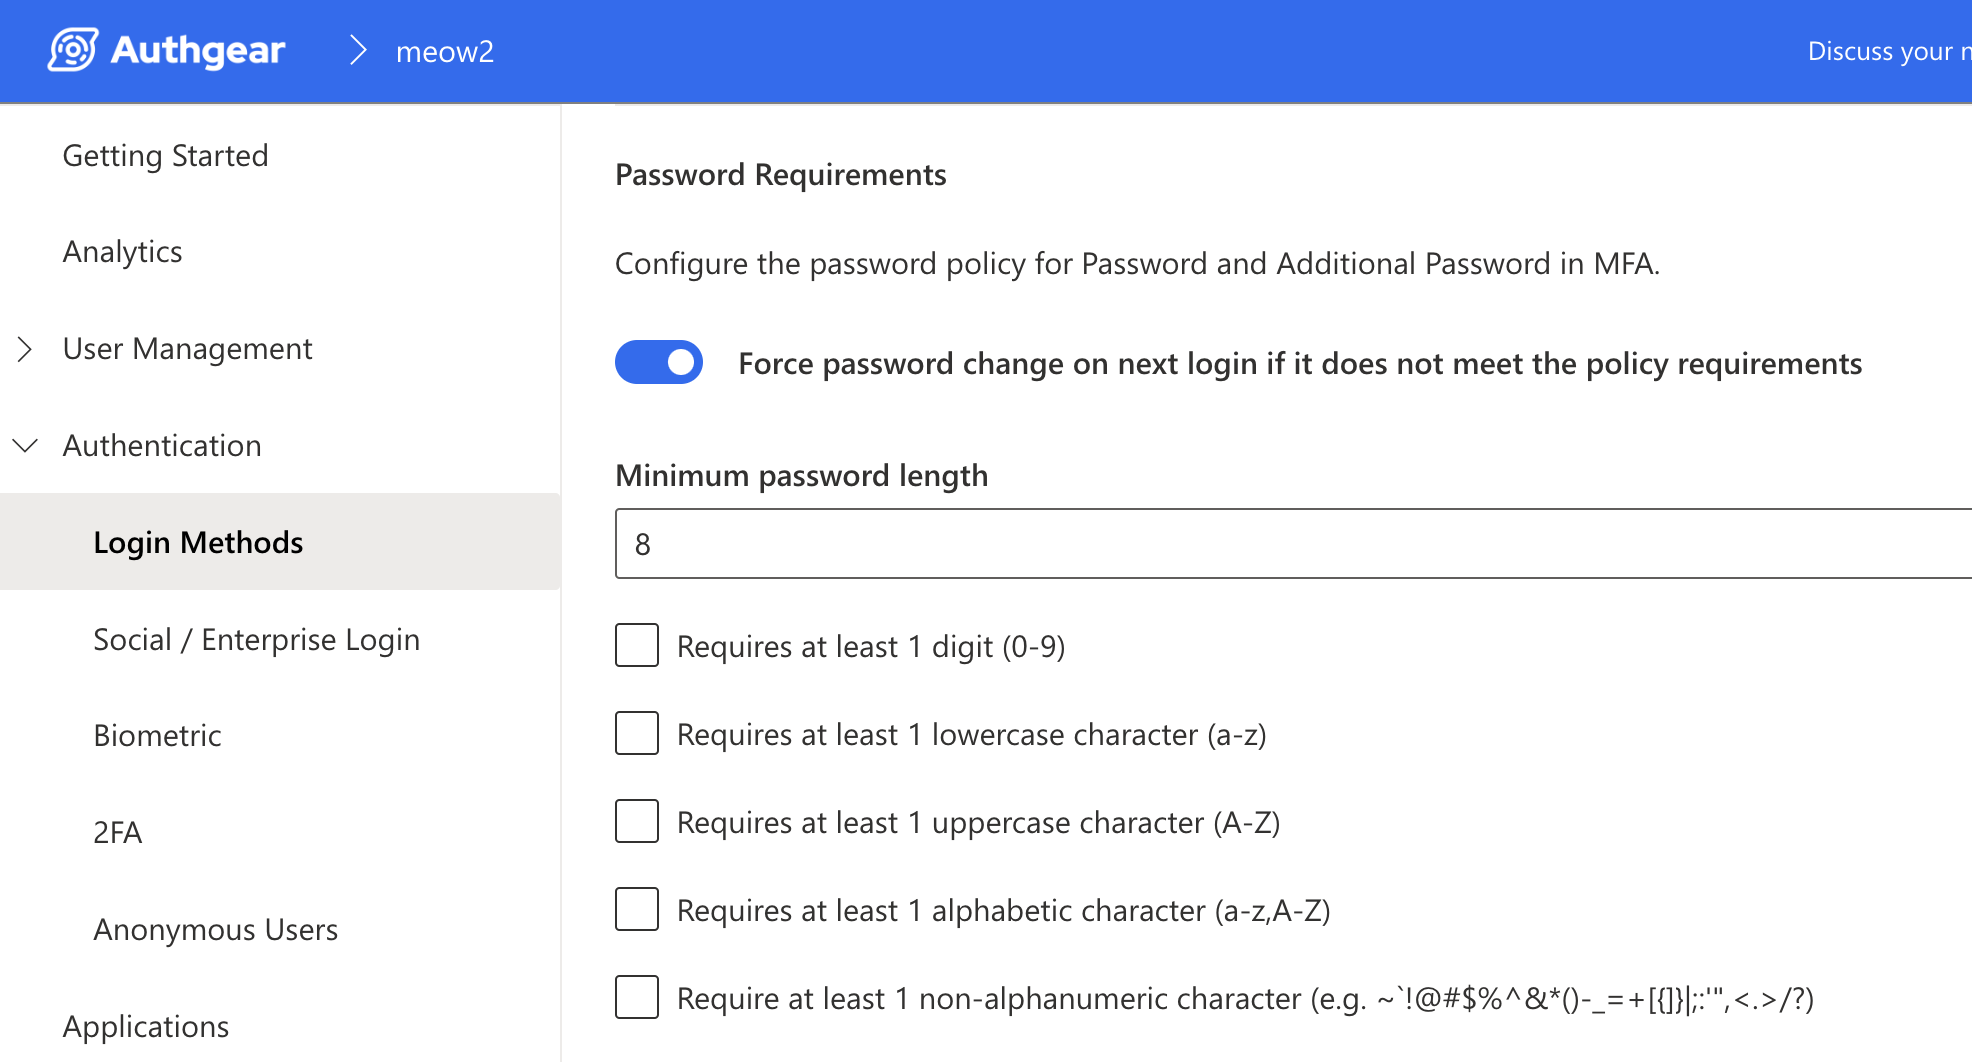 Authgear
meow2
Discuss your
Getting Started
Analytics
User Management
Authentication
Login Methods
Social / Enterprise Login
Biometric
2FA
Anonymous Users
Applications
Password Requirements
Configure the password policy for Password and Additional Password in MFA.
Force password change on next login if it does not meet the policy requirements
Minimum password length
8
Requires at least 1 digit (0-9)
Requires at least 1 lowercase character (a-z)
Requires at least 1 uppercase character (A-Z)
Requires at least 1 alphabetic character (a-z,A-Z)
Require at least 1 non-alphanumeric character (e.g. ~`!@#$%^&*()-_=+[{]}|;:'",<.>/?)